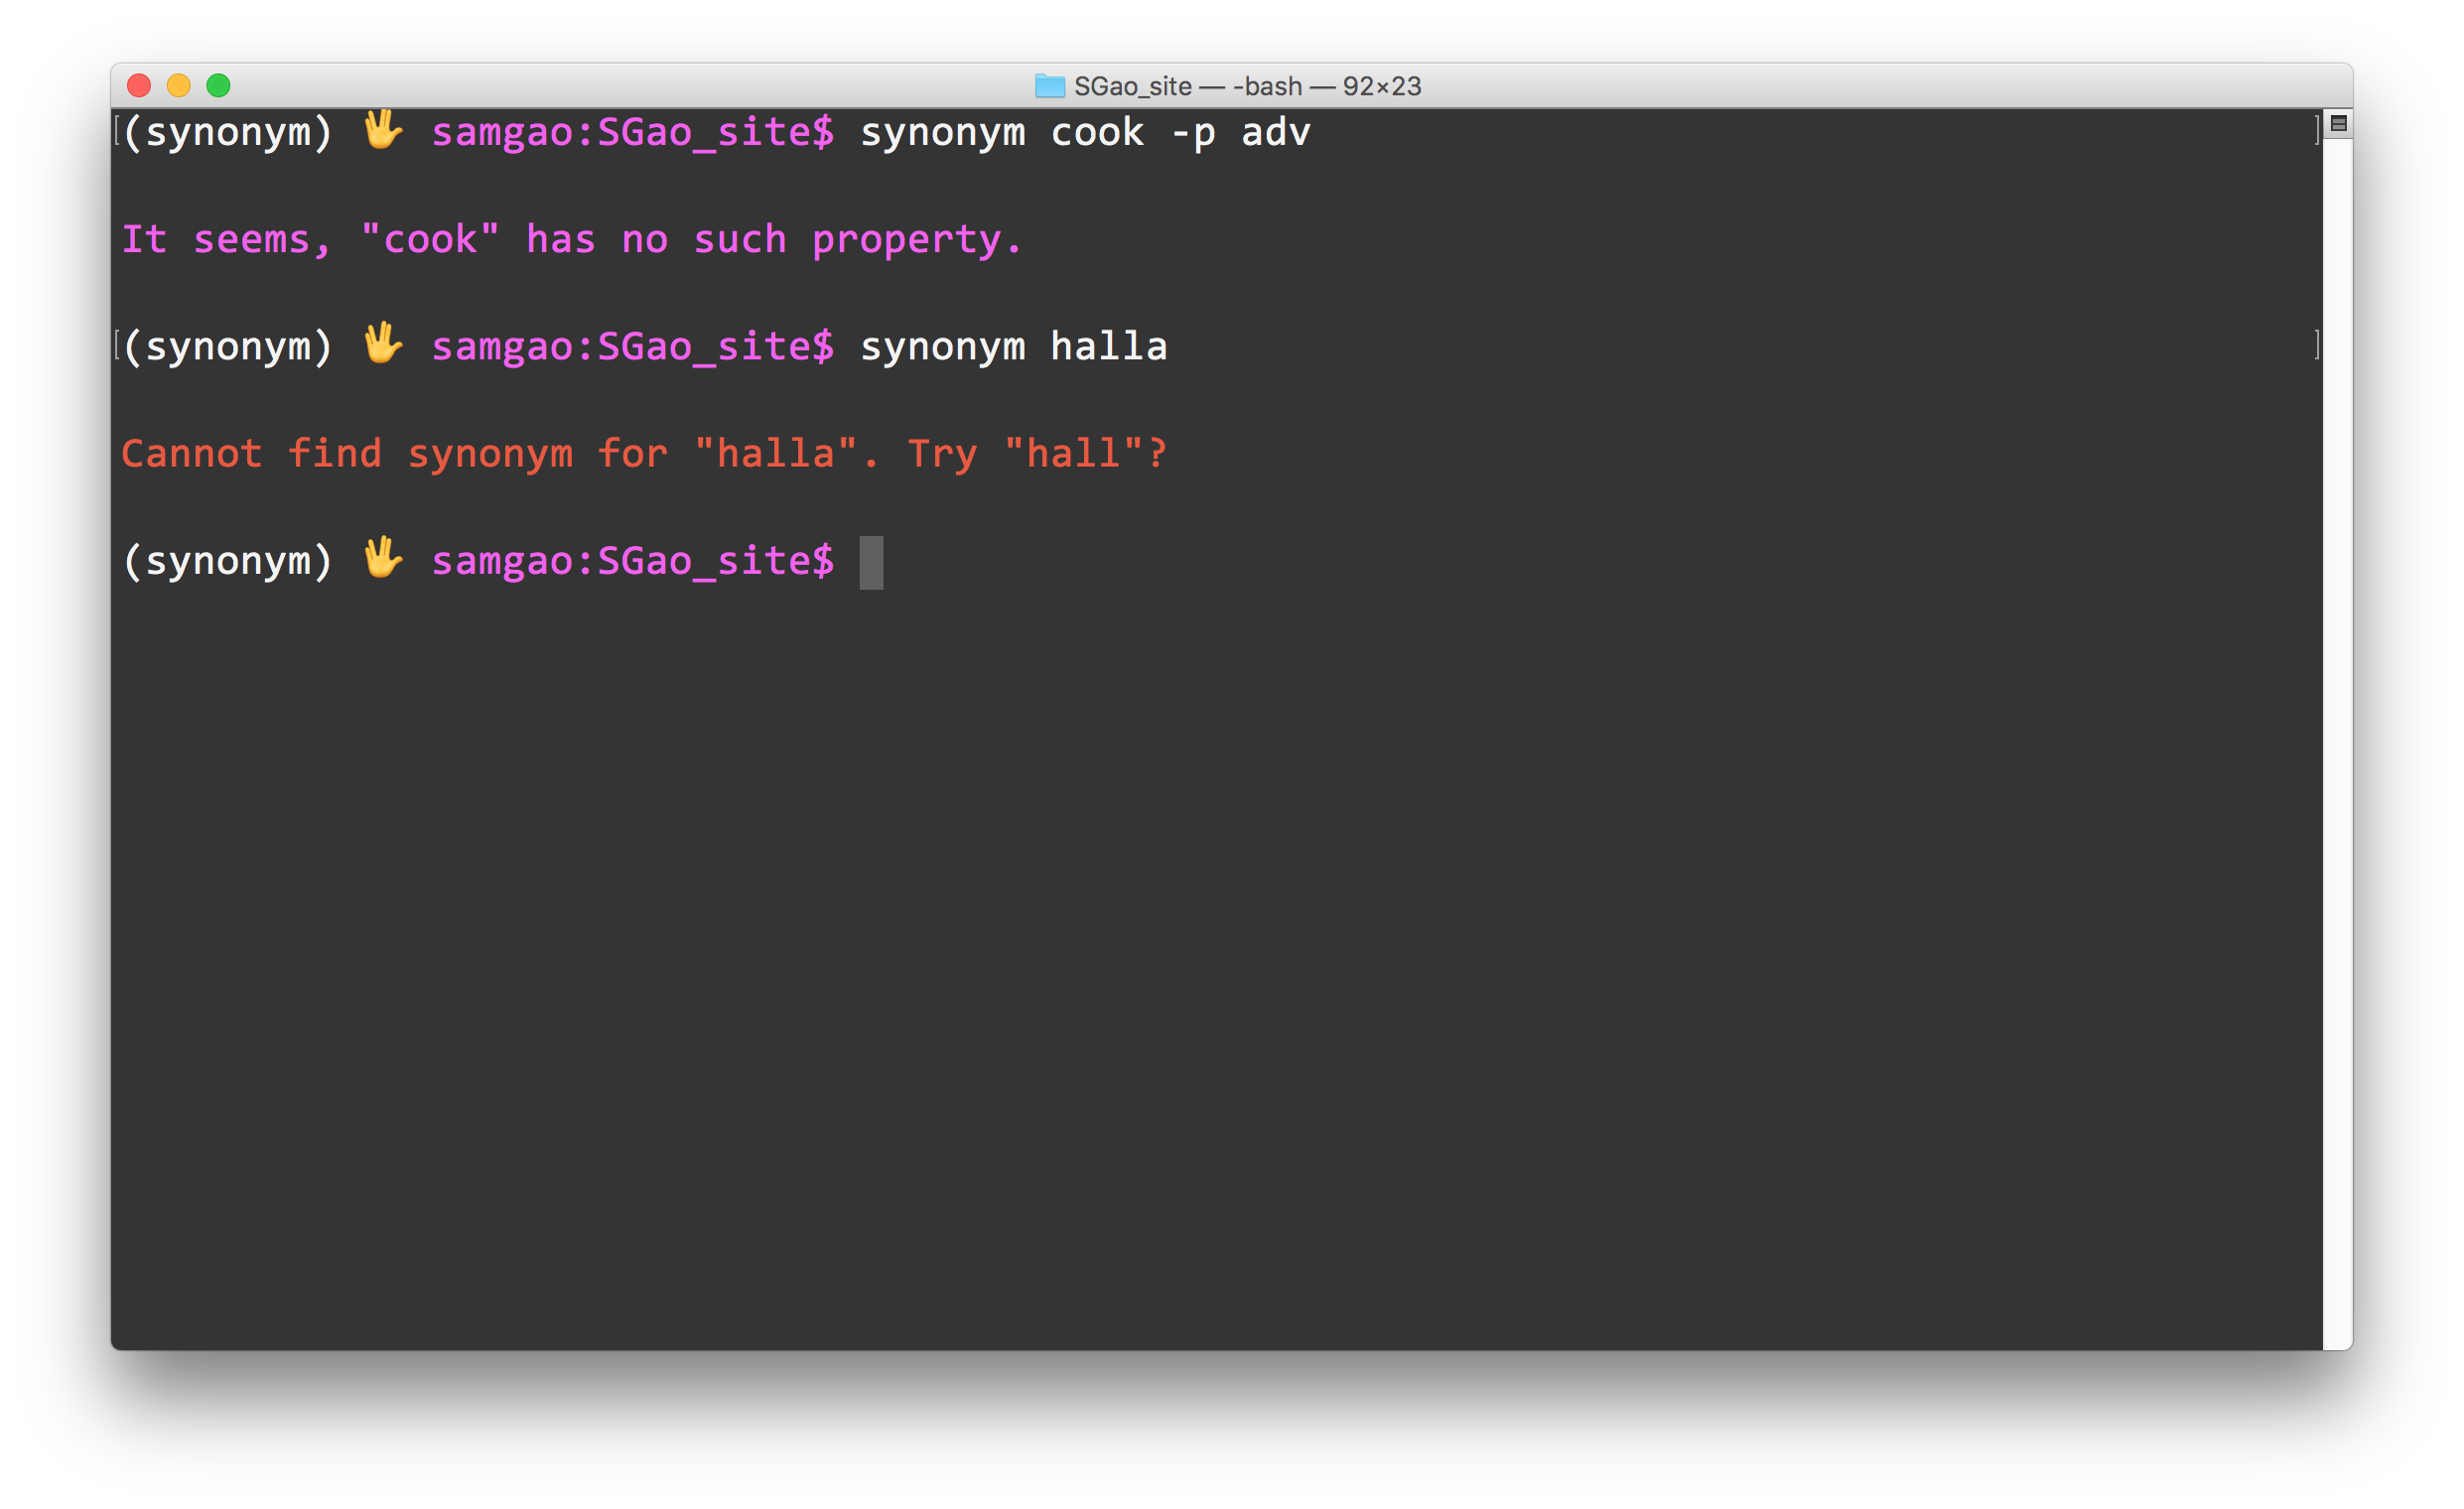 SGao_site — -bash — 92×23
[(synonym) 🖖 samgao:SGao_site$ synonym cook -p adv ]
It seems, "cook" has no such property.
[(synonym) 🖖 samgao:SGao_site$ synonym halla ]
Cannot find synonym for "halla". Try "hall"?
(synonym) 🖖 samgao:SGao_site$